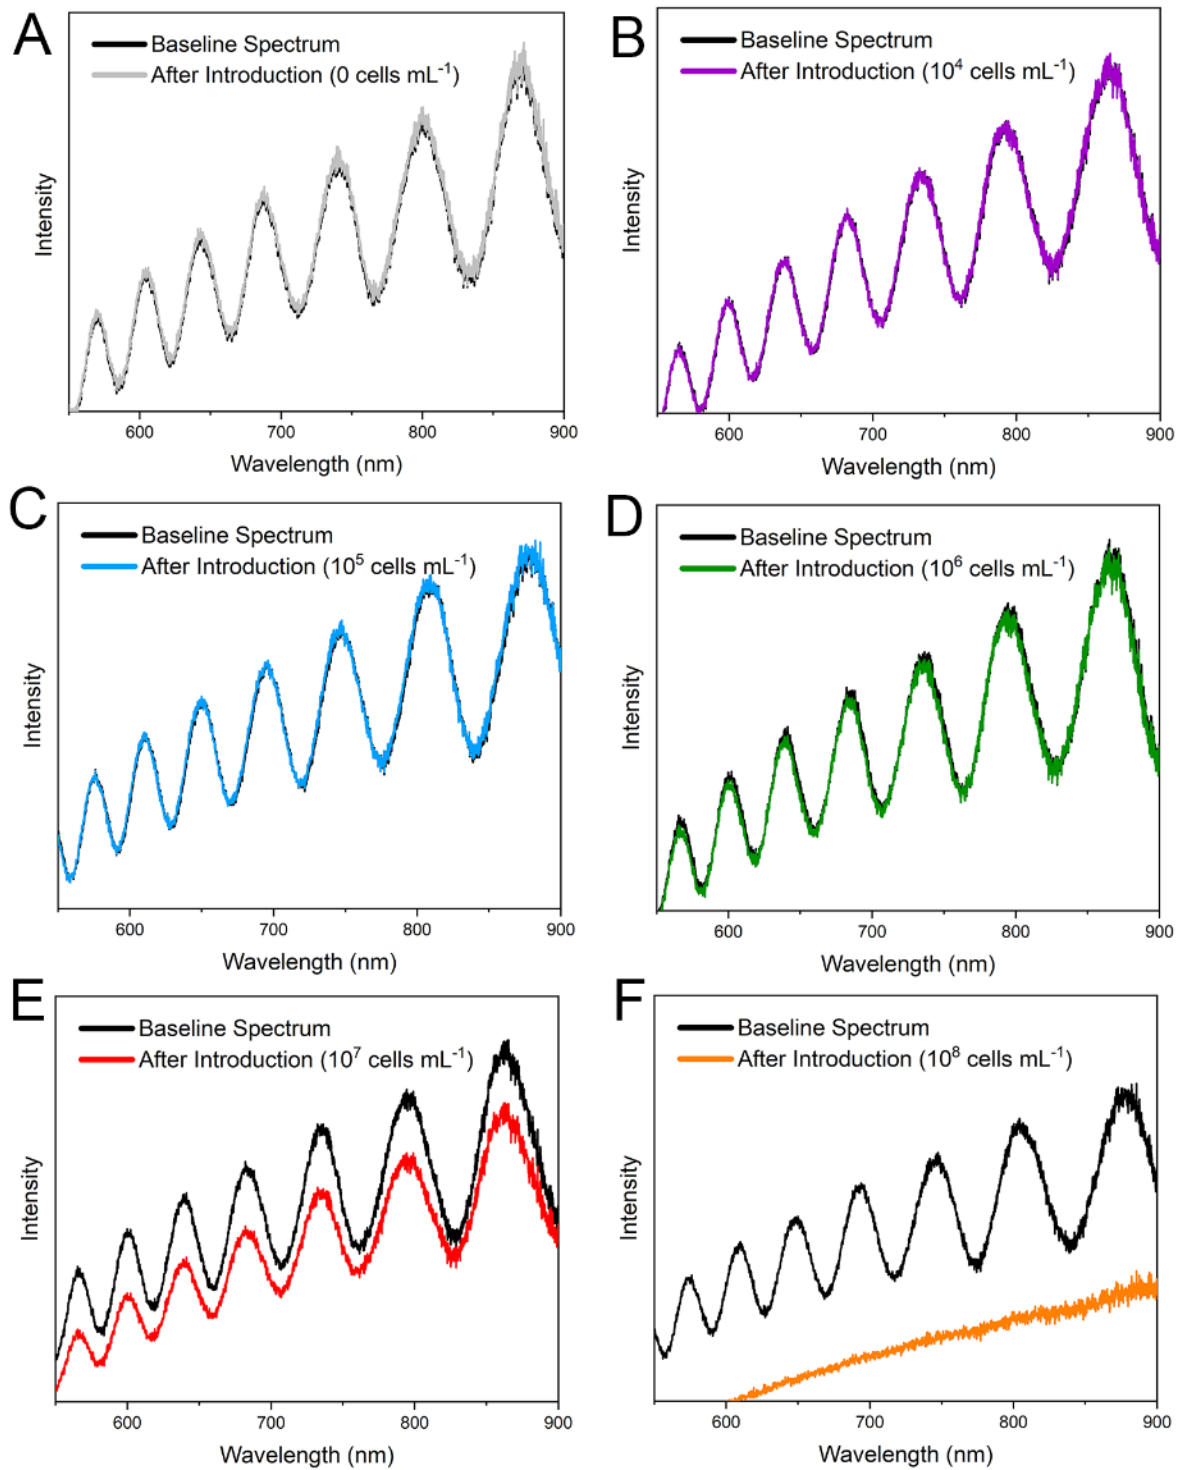 A
Baseline Spectrum
After Introduction (0 cells mL⁻¹)
Intensity
600
700
800
900
Wavelength (nm)
B
Baseline Spectrum
After Introduction (10⁴ cells mL⁻¹)
Intensity
600
700
800
900
Wavelength (nm)
C
Baseline Spectrum
After Introduction (10⁵ cells mL⁻¹)
Intensity
600
700
800
900
Wavelength (nm)
D
Baseline Spectrum
After Introduction (10⁶ cells mL⁻¹)
Intensity
600
700
800
900
Wavelength (nm)
E
Baseline Spectrum
After Introduction (10⁷ cells mL⁻¹)
Intensity
600
700
800
900
Wavelength (nm)
F
Baseline Spectrum
After Introduction (10⁸ cells mL⁻¹)
Intensity
600
700
800
900
Wavelength (nm)